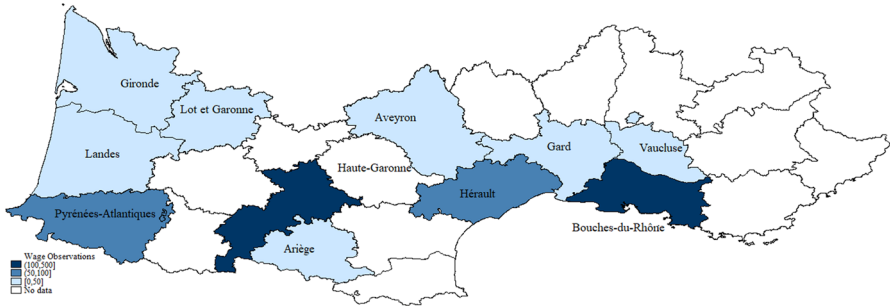 Gironde
Lot et Garonne
Aveyron
Landes
Gard
Vaucluse
Haute-Garonne
Hérault
Pyrénées-Atlantiques
Bouches-du-Rhône
Ariège
Wage Observations
(100,500]
(50,100]
[0,50]
No data